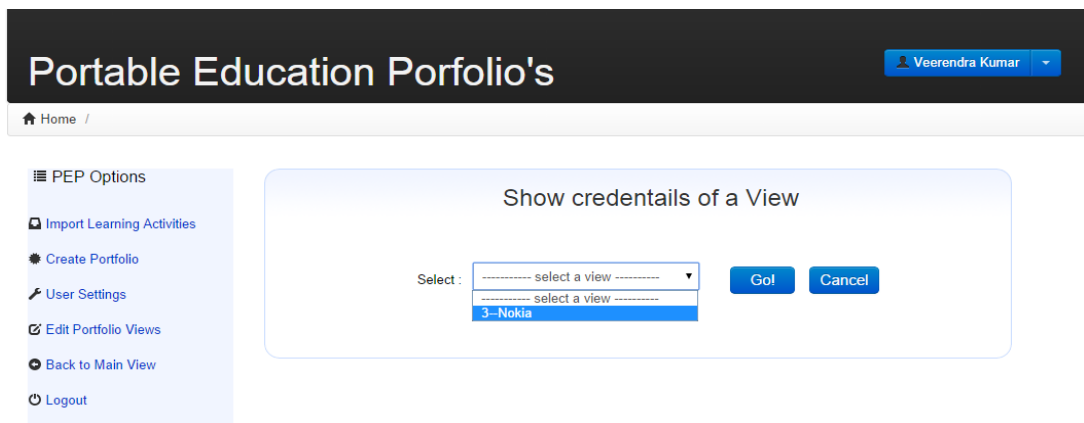 Portable Education Porfolio's
Veerendra Kumar
Home /
PEP Options
Import Learning Activities
Create Portfolio
User Settings
Edit Portfolio Views
Back to Main View
Logout
Show credentails of a View
Select : ----------- select a view ---------- Go! Cancel
----------- select a view ----------
3--Nokia